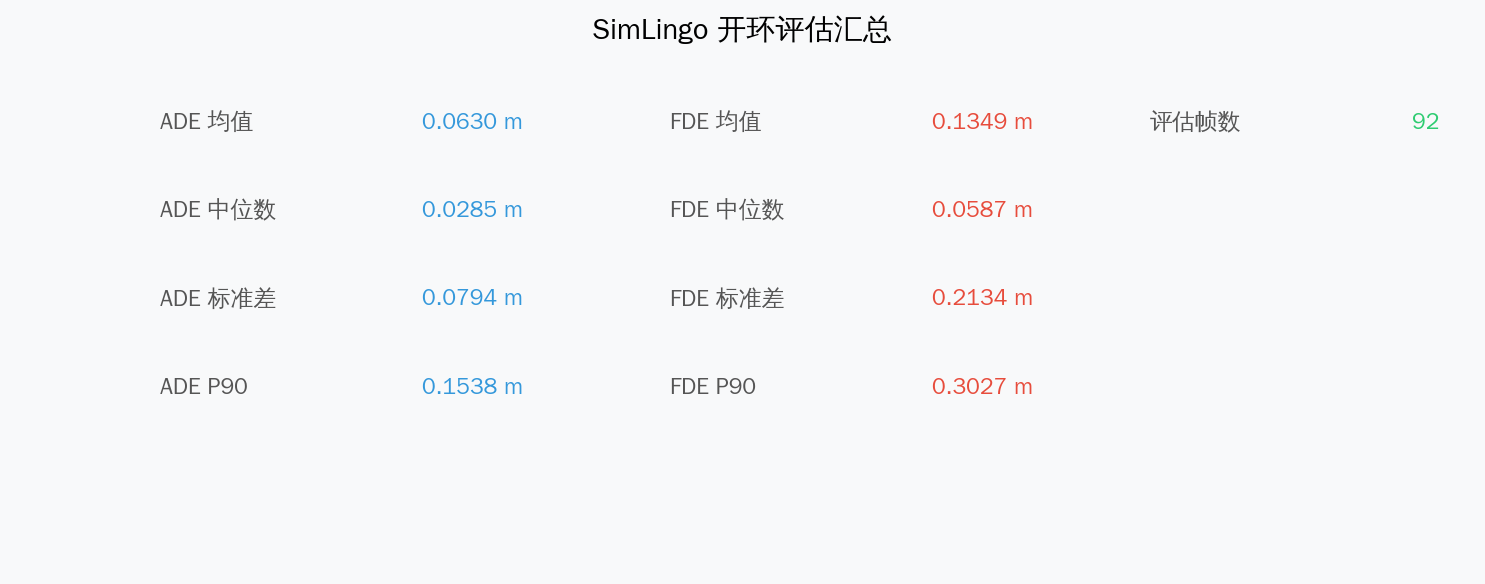 SimLingo 开环评估汇总
ADE 均值 0.0630 m FDE 均值 0.1349 m 评估帧数 92
ADE 中位数 0.0285 m FDE 中位数 0.0587 m
ADE 标准差 0.0794 m FDE 标准差 0.2134 m
ADE P90 0.1538 m FDE P90 0.3027 m